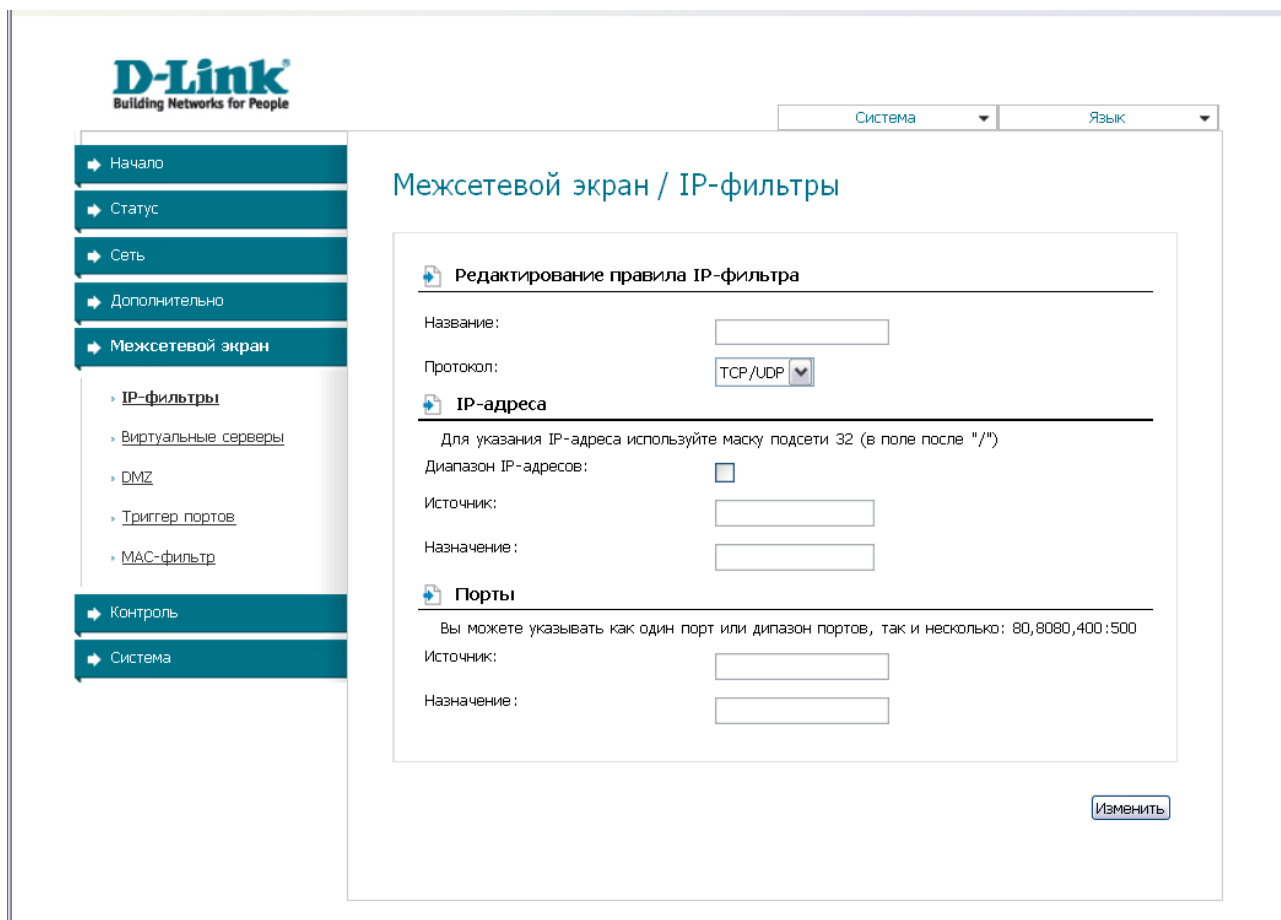 D-Link
Building Networks for People
Система
Язык
Начало
Статус
Сеть
Дополнительно
Межсетевой экран
IP-фильтры
Виртуальные серверы
DMZ
Триггер портов
MAC-фильтр
Контроль
Система
Межсетевой экран / IP-фильтры
Редактирование правила IP-фильтра
Название:
Протокол:
TCP/UDP
IP-адреса
Для указания IP-адреса используйте маску подсети 32 (в поле после "/")
Диапазон IP-адресов:
Источник:
Назначение:
Порты
Вы можете указывать как один порт или дипазон портов, так и несколько: 80,8080,400:500
Источник:
Назначение:
Изменить